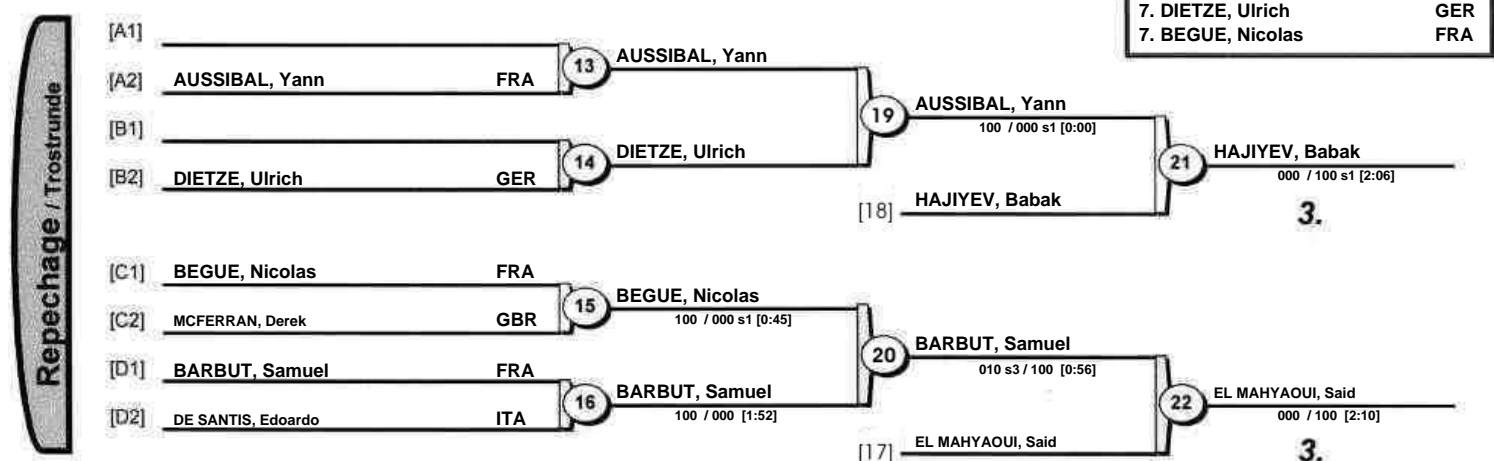 7. DIETZE, Ulrich GER
7. BEGUE, Nicolas FRA
Repechage / Trostrunde
[A1]
[A2] AUSSIBAL, Yann FRA
13 AUSSIBAL, Yann
[B1]
[B2] DIETZE, Ulrich GER
14 DIETZE, Ulrich
19 AUSSIBAL, Yann
100 / 000 s1 [0:00]
[18] HAJIYEV, Babak
21 HAJIYEV, Babak
000 / 100 s1 [2:06]
3.
[C1] BEGUE, Nicolas FRA
[C2] MCFERRAN, Derek GBR
15 BEGUE, Nicolas
100 / 000 s1 [0:45]
[D1] BARBUT, Samuel FRA
[D2] DE SANTIS, Edoardo ITA
16 BARBUT, Samuel
100 / 000 [1:52]
20 BARBUT, Samuel
010 s3 / 100 [0:56]
[17] EL MAHYAOUI, Said
22 EL MAHYAOUI, Said
000 / 100 [2:10]
3.